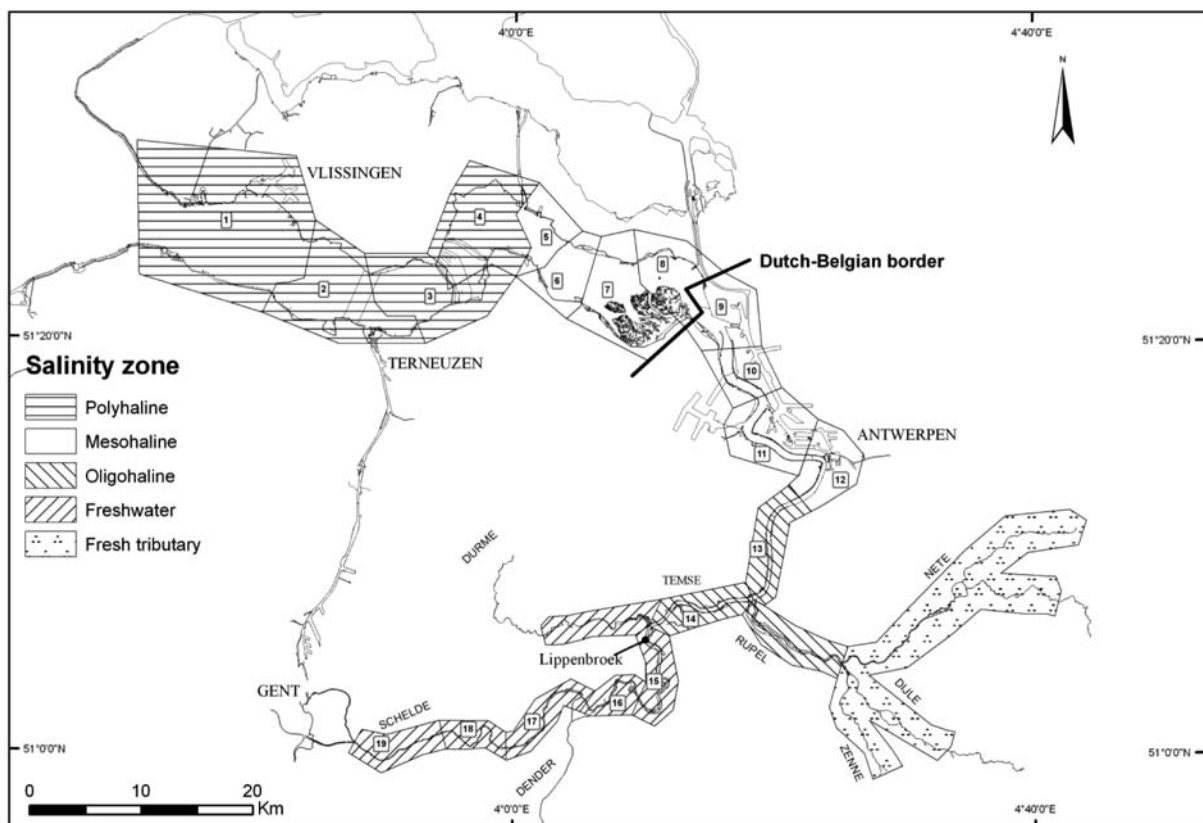 4°0'0"E
4°40'0"E
N
VLISSINGEN
1
4
5
8
Dutch-Belgian border
2
6
7
3
9
51°20'0"N
51°20'0"N
TERNEUZEN
Salinity zone
10
Polyhaline
Mesohaline
ANTWERPEN
11
Oligohaline
12
Freshwater
Fresh tributary
13
DURME
NETE
TEMSE
14
RUPEL
Lippenbroek
15
DIJLE
GENT
16
SCHELDE
17
18
19
51°0'0"N
51°0'0"N
DENDER
ZENNE
0 10 20
Km
4°0'0"E
4°40'0"E